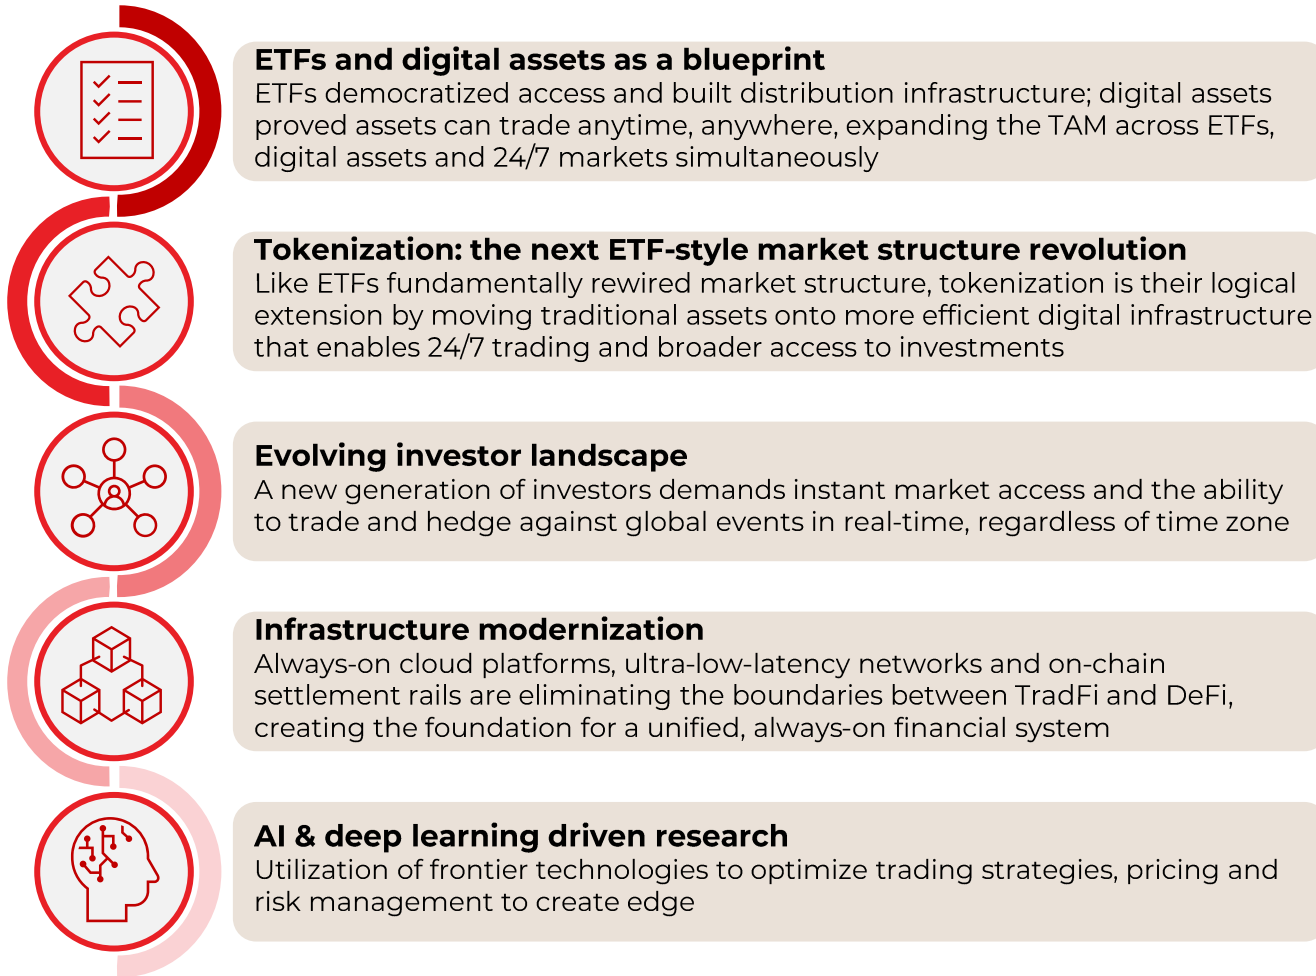 ETFs and digital assets as a blueprint
ETFs democratized access and built distribution infrastructure; digital assets
proved assets can trade anytime, anywhere, expanding the TAM across ETFs,
digital assets and 24/7 markets simultaneously
Tokenization: the next ETF-style market structure revolution
Like ETFs fundamentally rewired market structure, tokenization is their logical
extension by moving traditional assets onto more efficient digital infrastructure
that enables 24/7 trading and broader access to investments
Evolving investor landscape
A new generation of investors demands instant market access and the ability
to trade and hedge against global events in real-time, regardless of time zone
Infrastructure modernization
Always-on cloud platforms, ultra-low-latency networks and on-chain
settlement rails are eliminating the boundaries between TradFi and DeFi,
creating the foundation for a unified, always-on financial system
AI & deep learning driven research
Utilization of frontier technologies to optimize trading strategies, pricing and
risk management to create edge